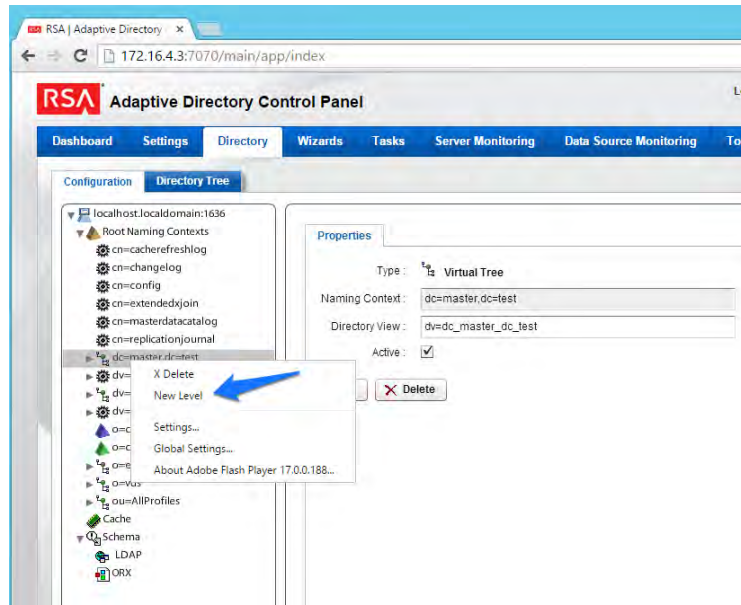 RSA | Adaptive Directory
172.16.4.3:7070/main/app/index
RSA Adaptive Directory Control Panel
Dashboard Settings Directory Wizards Tasks Server Monitoring Data Source Monitoring
Configuration Directory Tree
localhost.localdomain:1636
Root Naming Contexts
cn=cacherefreshlog
cn=changelog
cn=config
cn=extendedxjoin
cn=masterdatacatalog
cn=replicationjournal
dc=master,dc=test
dv=
dv=
dv=
o=c
o=c
o=e
o=vds
ou=AllProfiles
Cache
Schema
LDAP
ORX
X Delete
New Level
Settings...
Global Settings...
About Adobe Flash Player 17.0.0.188...
Properties
Type : Virtual Tree
Naming Context : dc=master,dc=test
Directory View : dv=dc_master_dc_test
Active :
X Delete